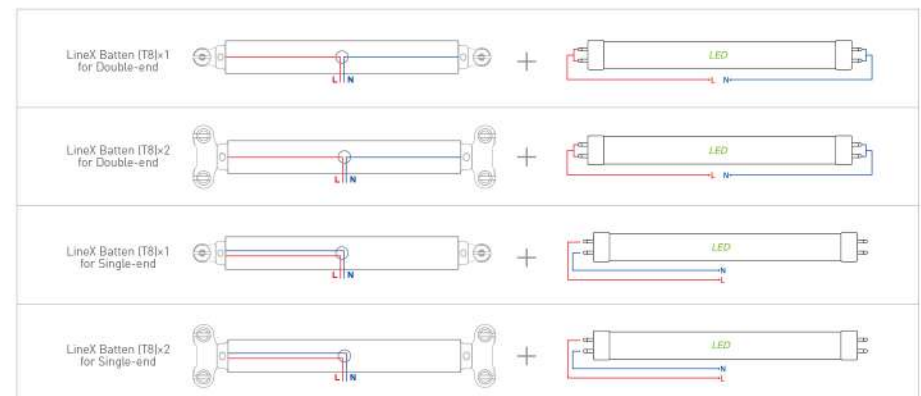 LineX Batten (T8)×1
for Double-end
L N
LED
L N
LineX Batten (T8)×2
for Double-end
L N
LED
L N
LineX Batten (T8)×1
for Single-end
L N
LED
N
L
LineX Batten (T8)×2
for Single-end
L N
LED
N
L